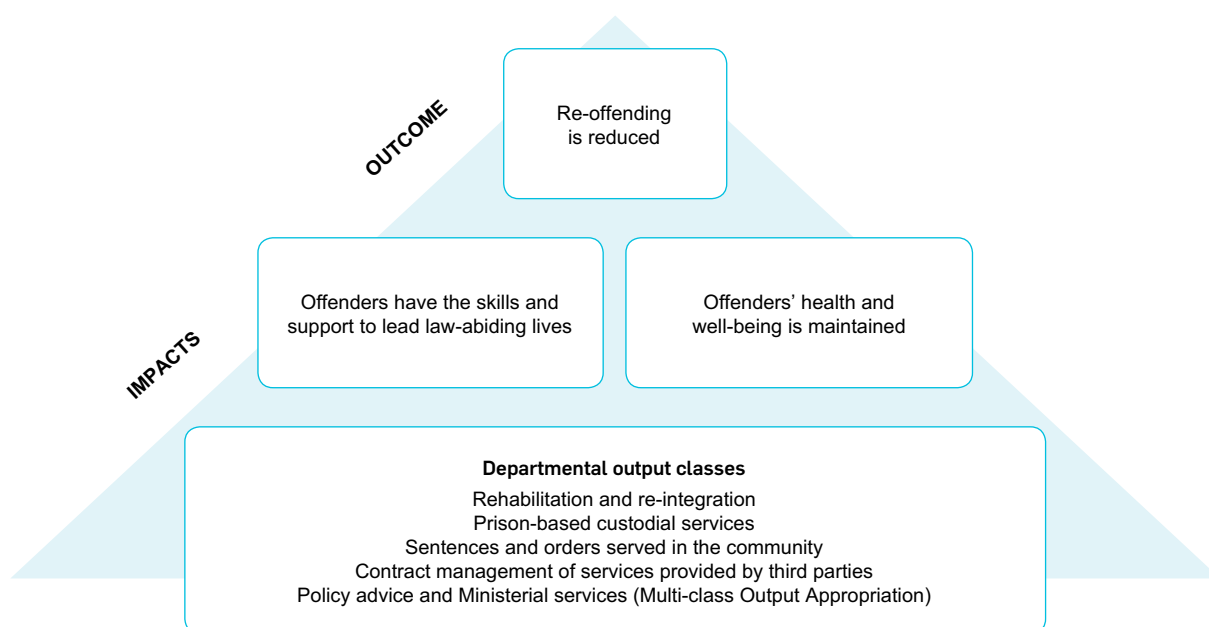 OUTCOME
Re-offending
is reduced
IMPACTS
Offenders have the skills and
support to lead law-abiding lives
Offenders’ health and
well-being is maintained
Departmental output classes
Rehabilitation and re-integration
Prison-based custodial services
Sentences and orders served in the community
Contract management of services provided by third parties
Policy advice and Ministerial services (Multi-class Output Appropriation)